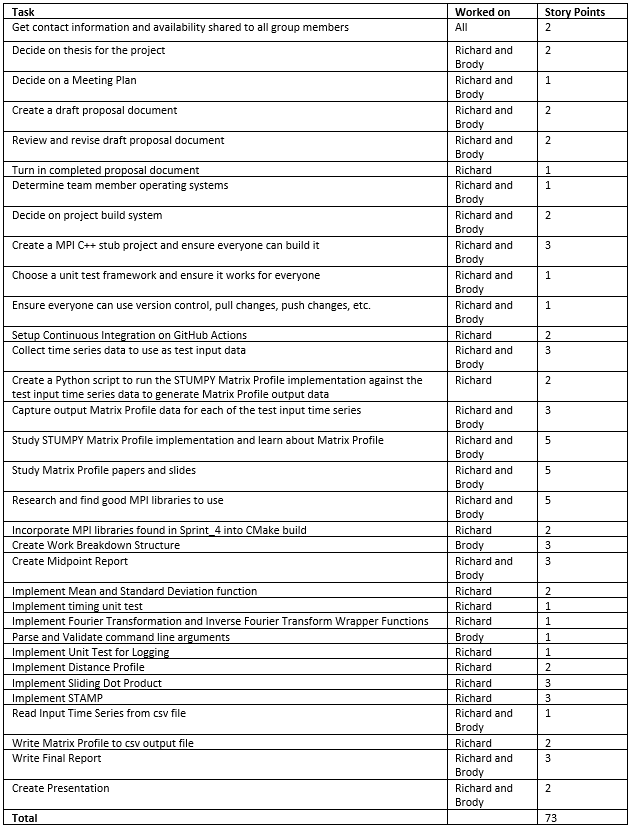 Task Worked on Story Points
Get contact information and availability shared to all group members All 2
Decide on thesis for the project Richard and 2
Brody
Decide on a Meeting Plan Richard and 1
Brody
Create a draft proposal document Richard and 2
Brody
Review and revise draft proposal document Richard and 2
Brody
Turn in completed proposal document Richard 1
Determine team member operating systems Richard and 1
Brody
Decide on project build system Richard and 2
Brody
Create a MPI C++ stub project and ensure everyone can build it Richard and 3
Brody
Choose a unit test framework and ensure it works for everyone Richard and 1
Brody
Ensure everyone can use version control, pull changes, push changes, etc. Richard and 1
Brody
Setup Continuous Integration on GitHub Actions Richard 2
Collect time series data to use as test input data Richard and 3
Brody
Create a Python script to run the STUMPY Matrix Profile implementation against the Richard 2
test input time series data to generate Matrix Profile output data
Capture output Matrix Profile data for each of the test input time series Richard and 3
Brody
Study STUMPY Matrix Profile implementation and learn about Matrix Profile Richard and 5
Brody
Study Matrix Profile papers and slides Richard and 5
Brody
Research and find good MPI libraries to use Richard and 5
Brody
Incorporate MPI libraries found in Sprint_4 into CMake build Richard 2
Create Work Breakdown Structure Brody 3
Create Midpoint Report Richard and 3
Brody
Implement Mean and Standard Deviation function Richard 2
Implement timing unit test Richard 1
Implement Fourier Transformation and Inverse Fourier Transform Wrapper Functions Richard 1
Parse and Validate command line arguments Brody 1
Implement Unit Test for Logging Richard 1
Implement Distance Profile Richard 2
Implement Sliding Dot Product Richard 3
Implement STAMP Richard 3
Read Input Time Series from csv file Richard and 1
Brody
Write Matrix Profile to csv output file Richard 2
Write Final Report Richard and 3
Brody
Create Presentation Richard and 2
Brody
Total 73